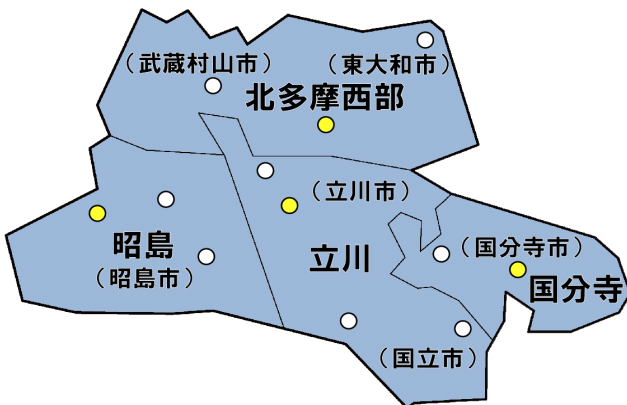 （武蔵村山市）
（東大和市）
北多摩西部
（立川市）
昭島
（昭島市）
立川
（国分寺市）
国分寺
（国立市）